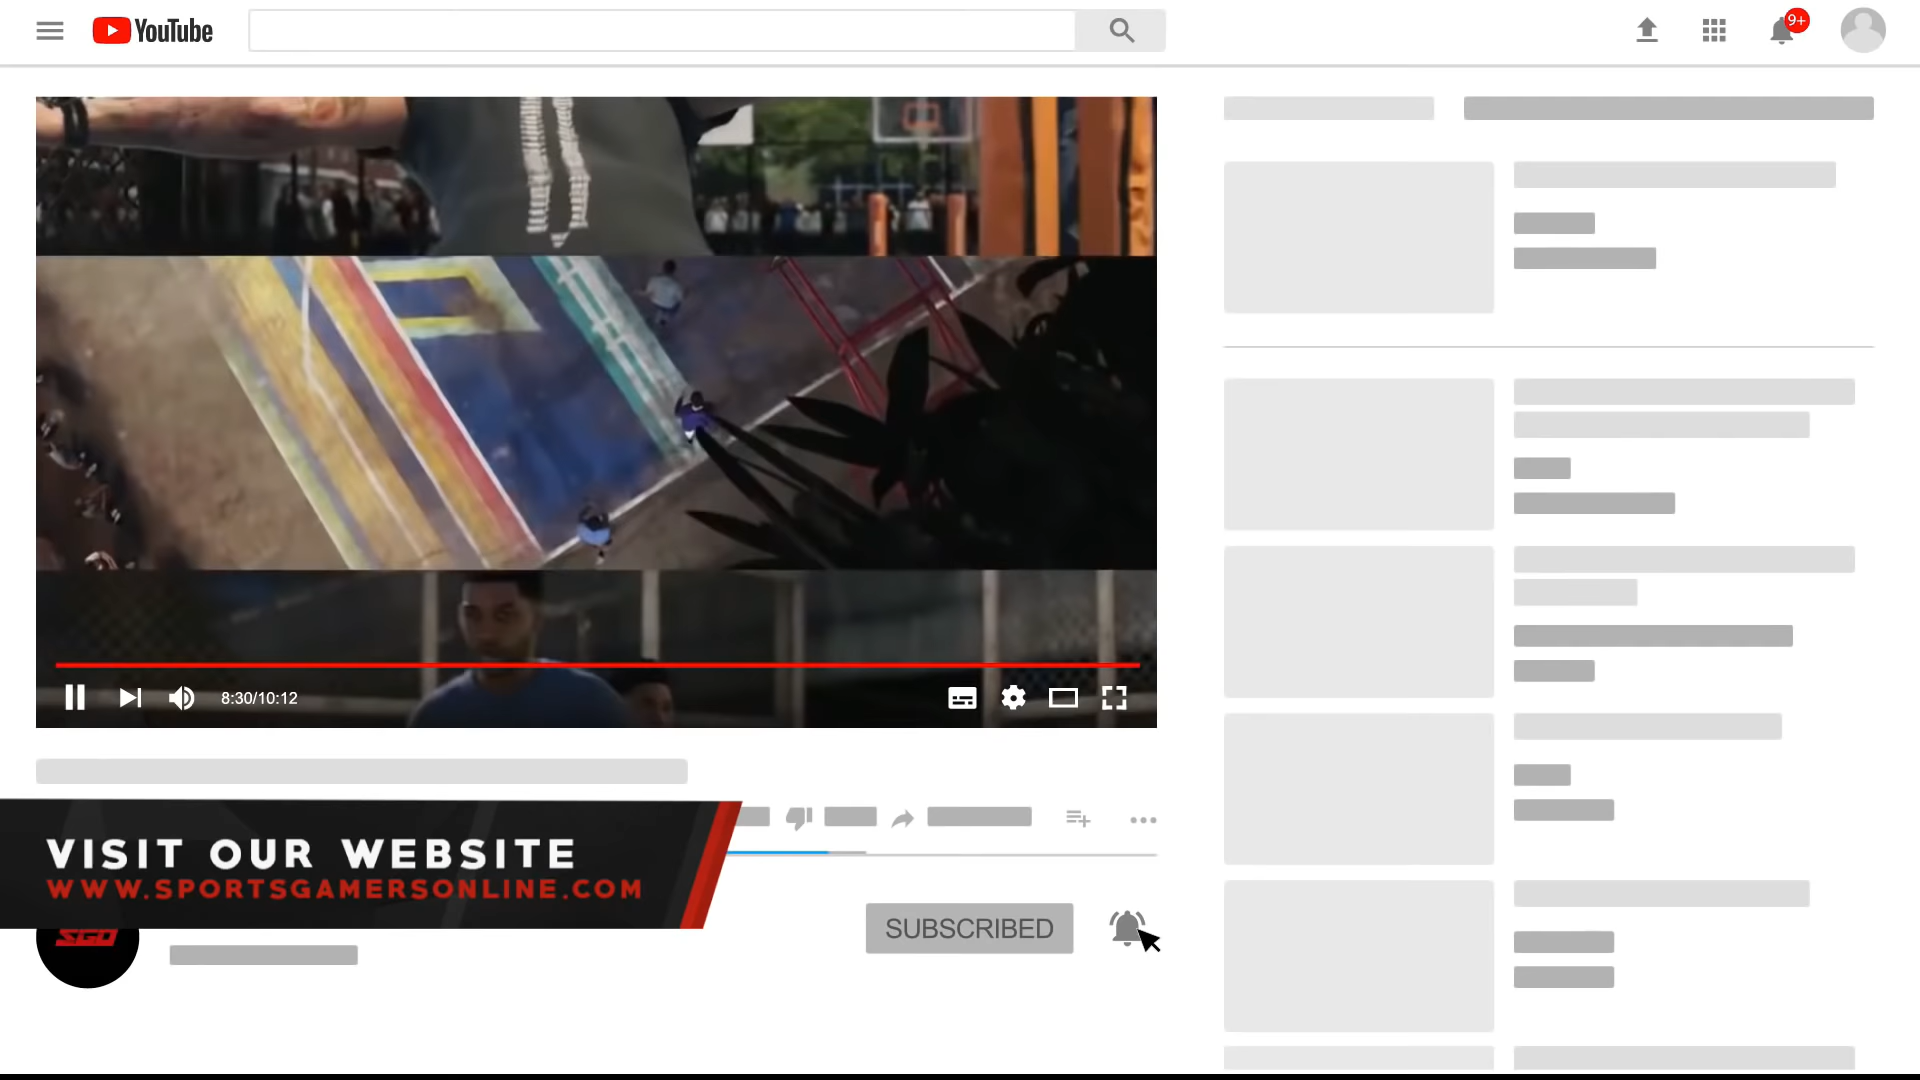 YouTube
9+
8:30/10:12
VISIT OUR WEBSITE
WWW.SPORTSGAMERSONLINE.COM
SGO
SUBSCRIBED